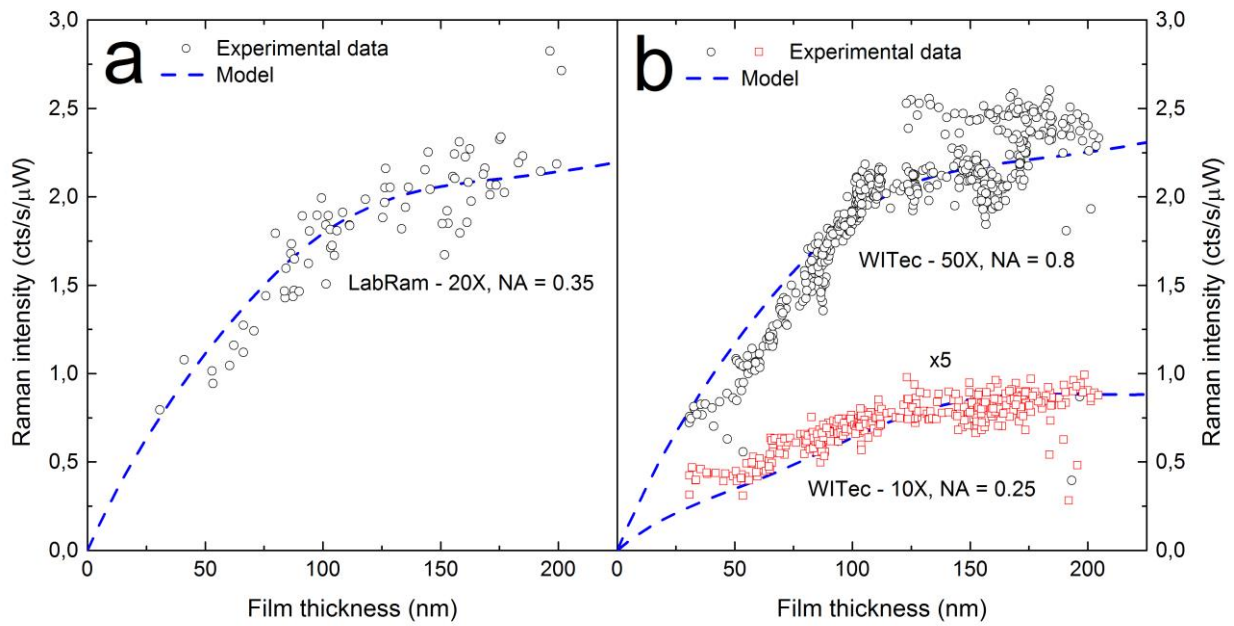 a
Experimental data
Model
LabRam - 20X, NA = 0.35
3,0
2,5
2,0
1,5
1,0
0,5
0,0
Raman intensity (cts/s/μW)
0
50
100
150
200
Film thickness (nm)
b
Experimental data
Model
WITec - 50X, NA = 0.8
x5
WITec - 10X, NA = 0.25
3,0
2,5
2,0
1,5
1,0
0,5
0,0
Raman intensity (cts/s/μW)
0
50
100
150
200
Film thickness (nm)